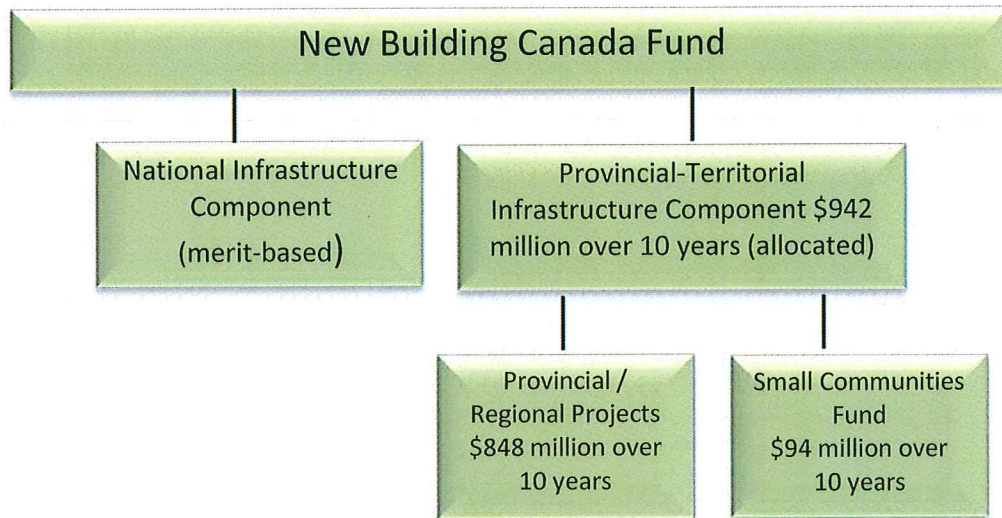 New Building Canada Fund
National Infrastructure
Component
(merit-based)
Provincial-Territorial
Infrastructure Component $942
million over 10 years (allocated)
Provincial /
Regional Projects
$848 million over
10 years
Small Communities
Fund
$94 million over
10 years